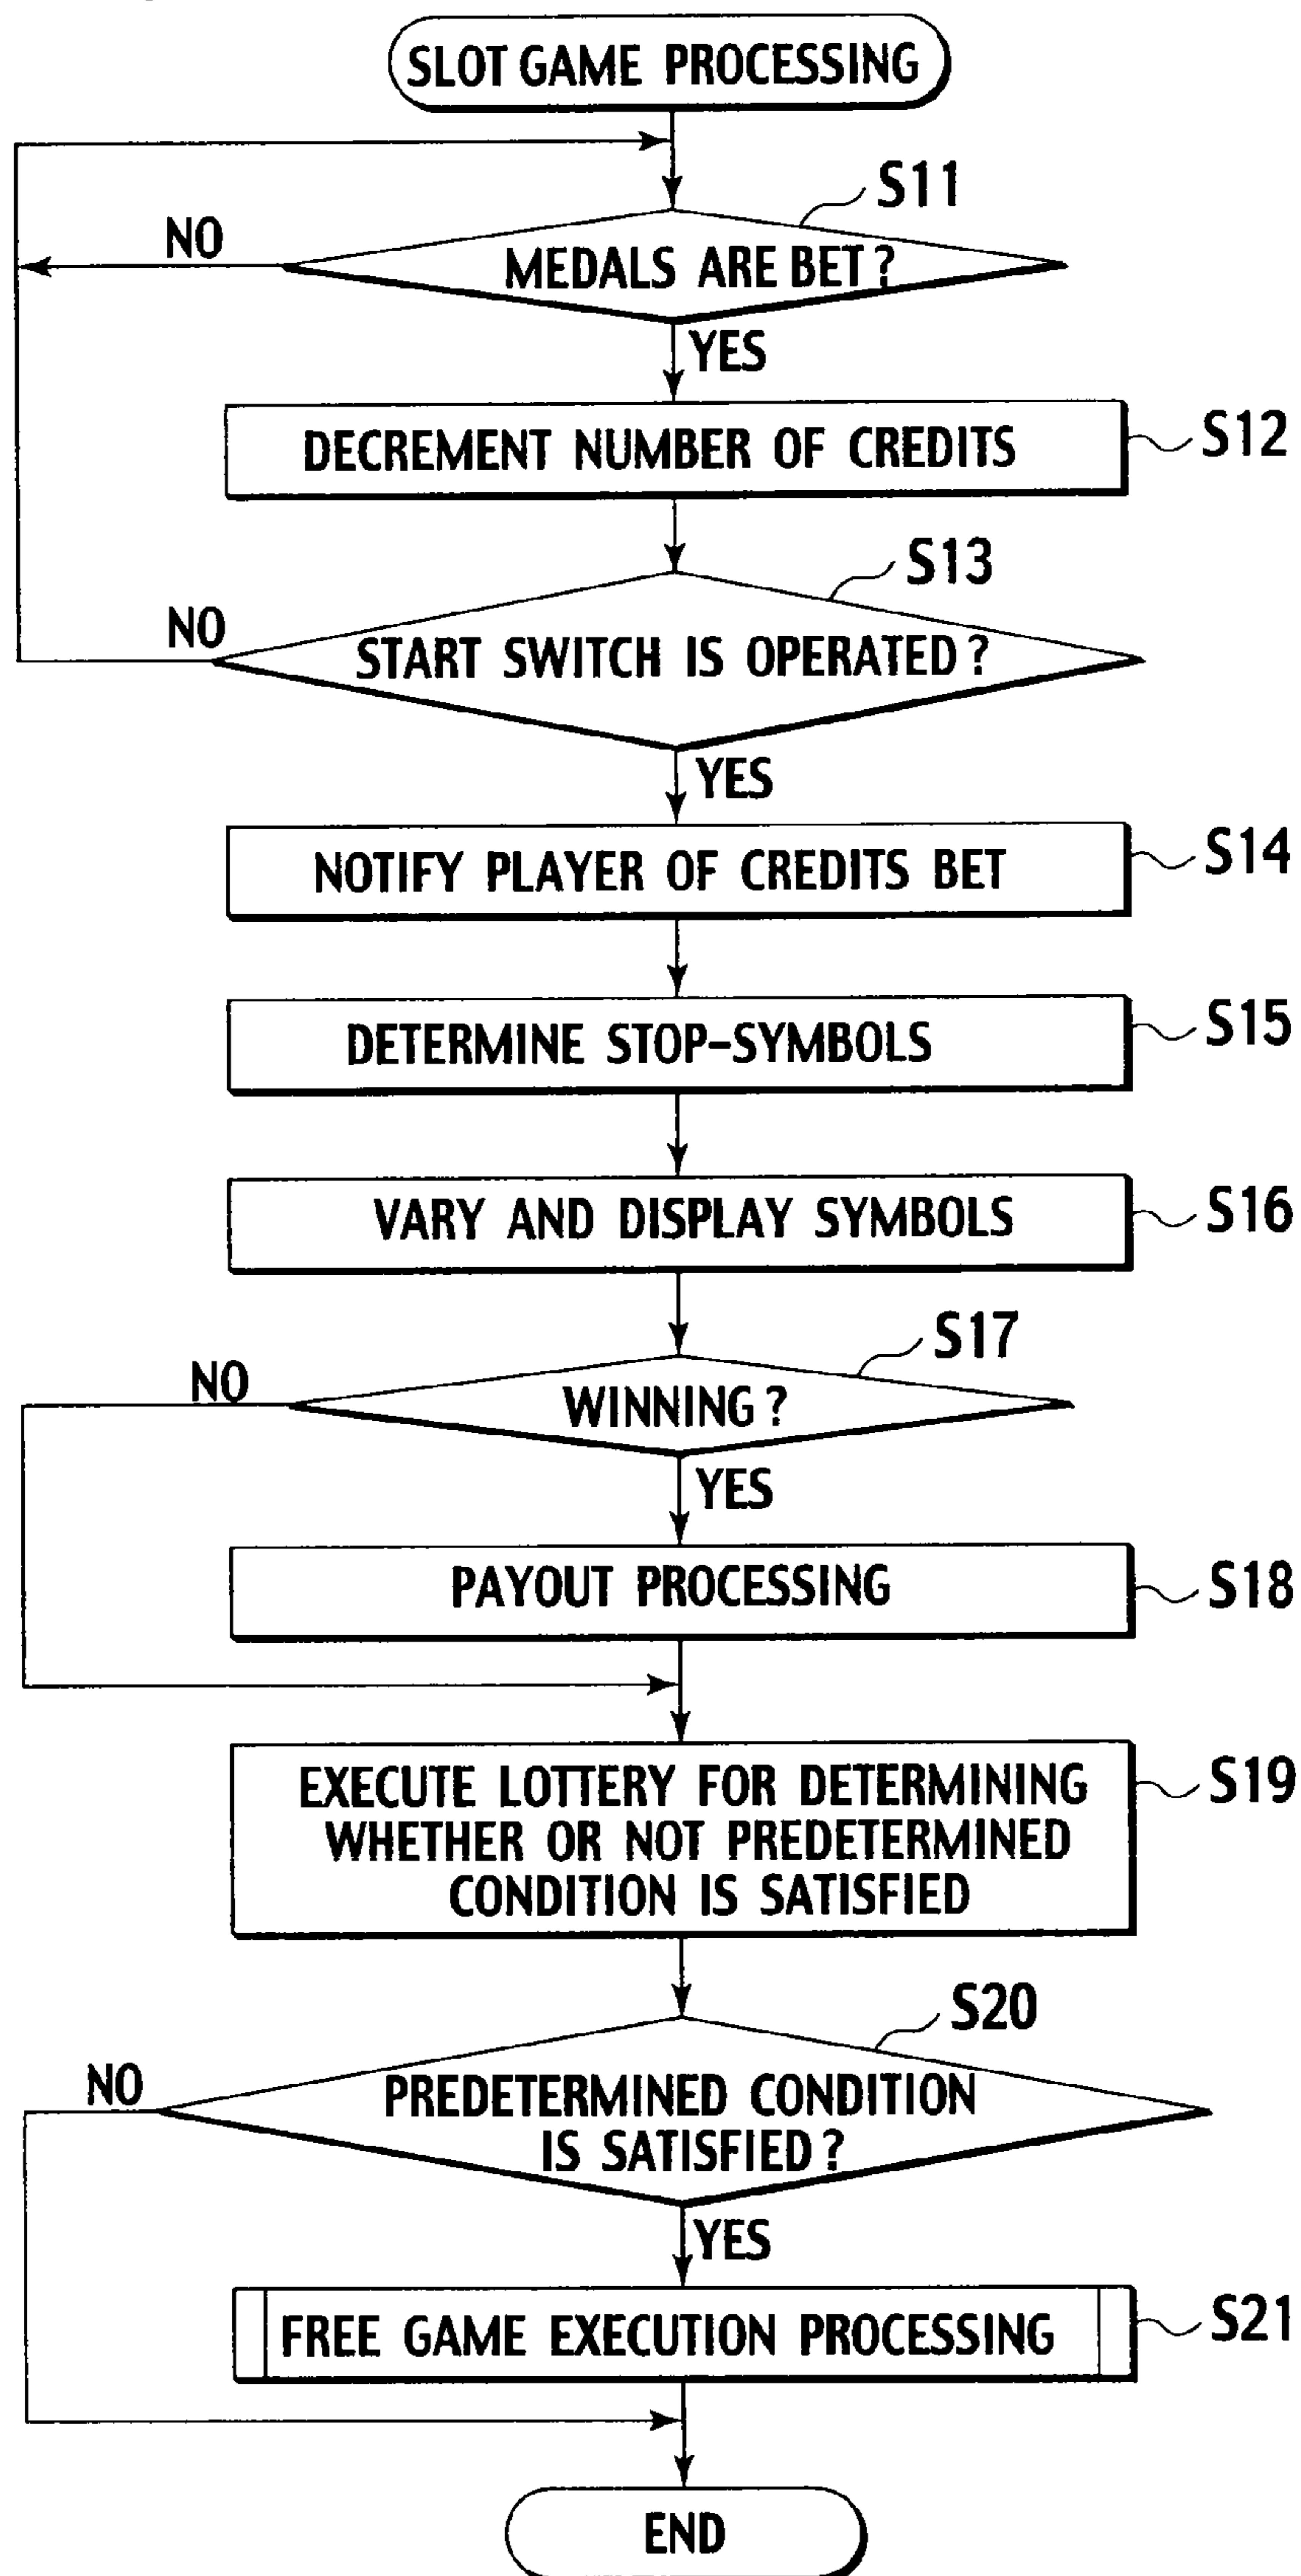 SLOT GAME PROCESSING
S11
NO
MEDALS ARE BET?
YES
DECREMENT NUMBER OF CREDITS
S12
S13
NO
START SWITCH IS OPERATED?
YES
NOTIFY PLAYER OF CREDITS BET
S14
DETERMINE STOP-SYMBOLS
S15
VARY AND DISPLAY SYMBOLS
S16
S17
NO
WINNING?
YES
PAYOUT PROCESSING
S18
EXECUTE LOTTERY FOR DETERMINING
WHETHER OR NOT PREDETERMINED
CONDITION IS SATISFIED
S19
S20
NO
PREDETERMINED CONDITION
IS SATISFIED?
YES
FREE GAME EXECUTION PROCESSING
S21
END